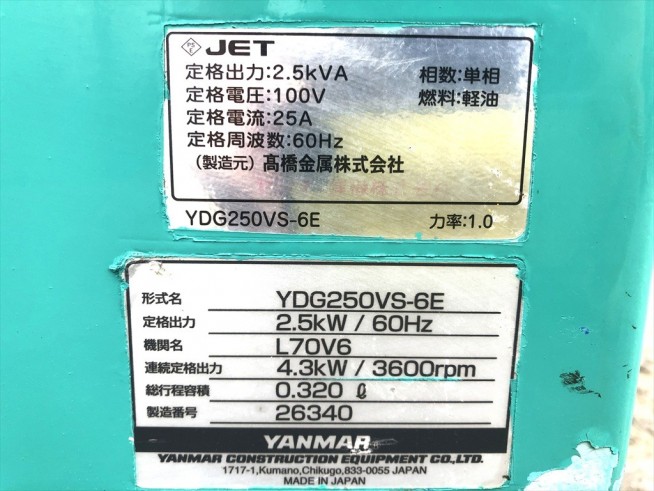 PS E JET
定格出力:2.5kVA 相数:単相
定格電圧:100V 燃料:軽油
定格電流:25A
定格周波数:60Hz
(製造元) 髙橋金属株式会社
YDG250VS-6E 力率:1.0
形式名 YDG250VS-6E
定格出力 2.5kW / 60Hz
機関名 L70V6
連続定格出力 4.3kW / 3600rpm
総行程容積 0.320 ℓ
製造番号 26340
YANMAR
YANMAR CONSTRUCTION EQUIPMENT CO.,LTD.
1717-1,Kumano,Chikugo,833-0055 JAPAN
MADE IN JAPAN